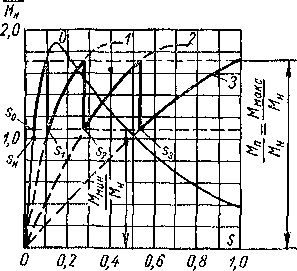 Mн
2,0
0
1
2
3
s₀
1,0
sн
s₁
s₂
s₃
Mмин
Mн
Mп = Mмакс
Mн Mн
0
0,2
0,4
0,6
0,8
s
1,0